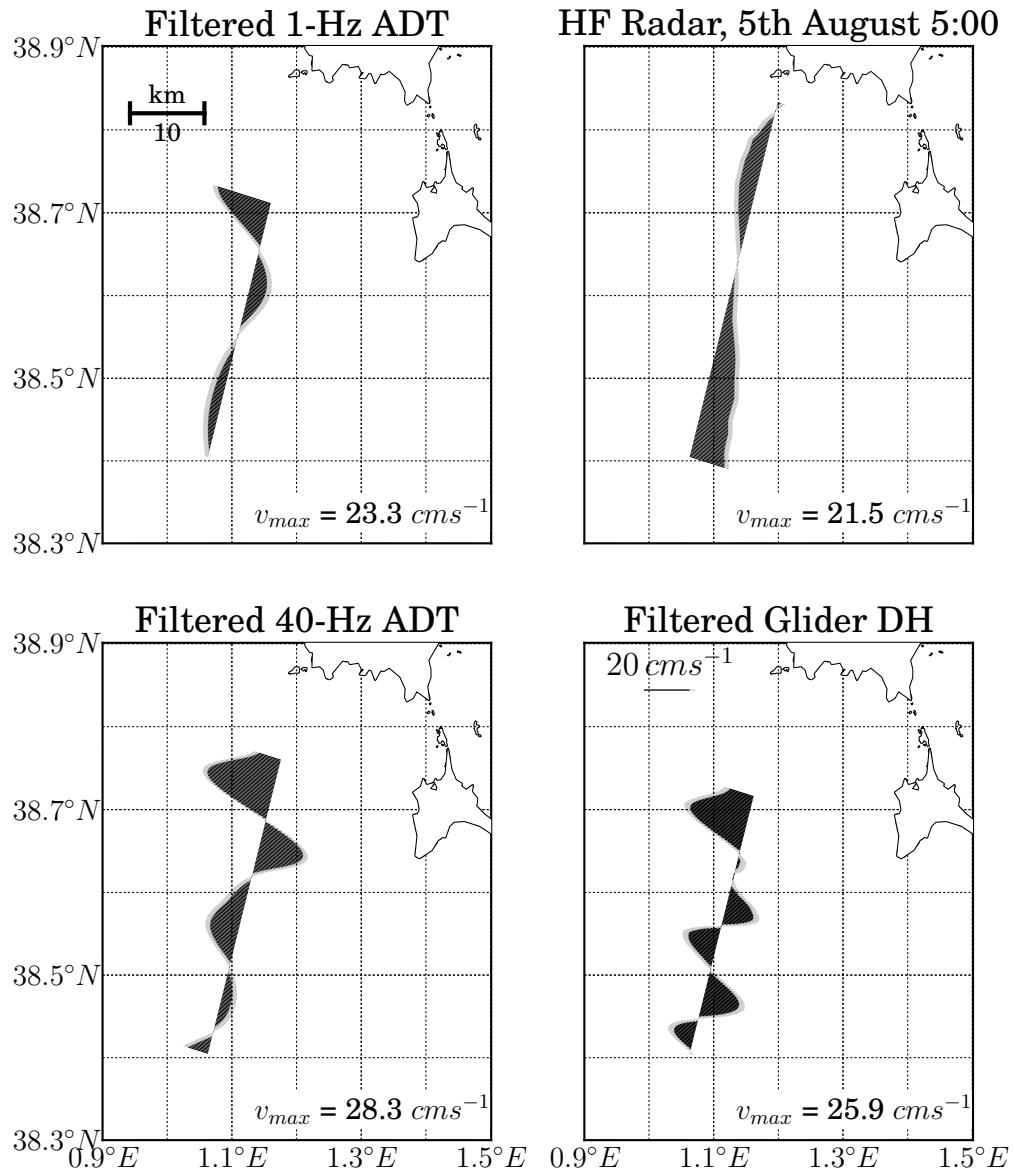 Filtered 1-Hz ADT
HF Radar, 5th August 5:00
38.9°N
km
10
38.7°N
38.5°N
v_max = 23.3 cms⁻¹
v_max = 21.5 cms⁻¹
38.3°N
Filtered 40-Hz ADT
Filtered Glider DH
38.9°N
20 cms⁻¹
38.7°N
38.5°N
v_max = 28.3 cms⁻¹
v_max = 25.9 cms⁻¹
38.3°N
0.9°E 1.1°E 1.3°E 1.5°E 0.9°E 1.1°E 1.3°E 1.5°E